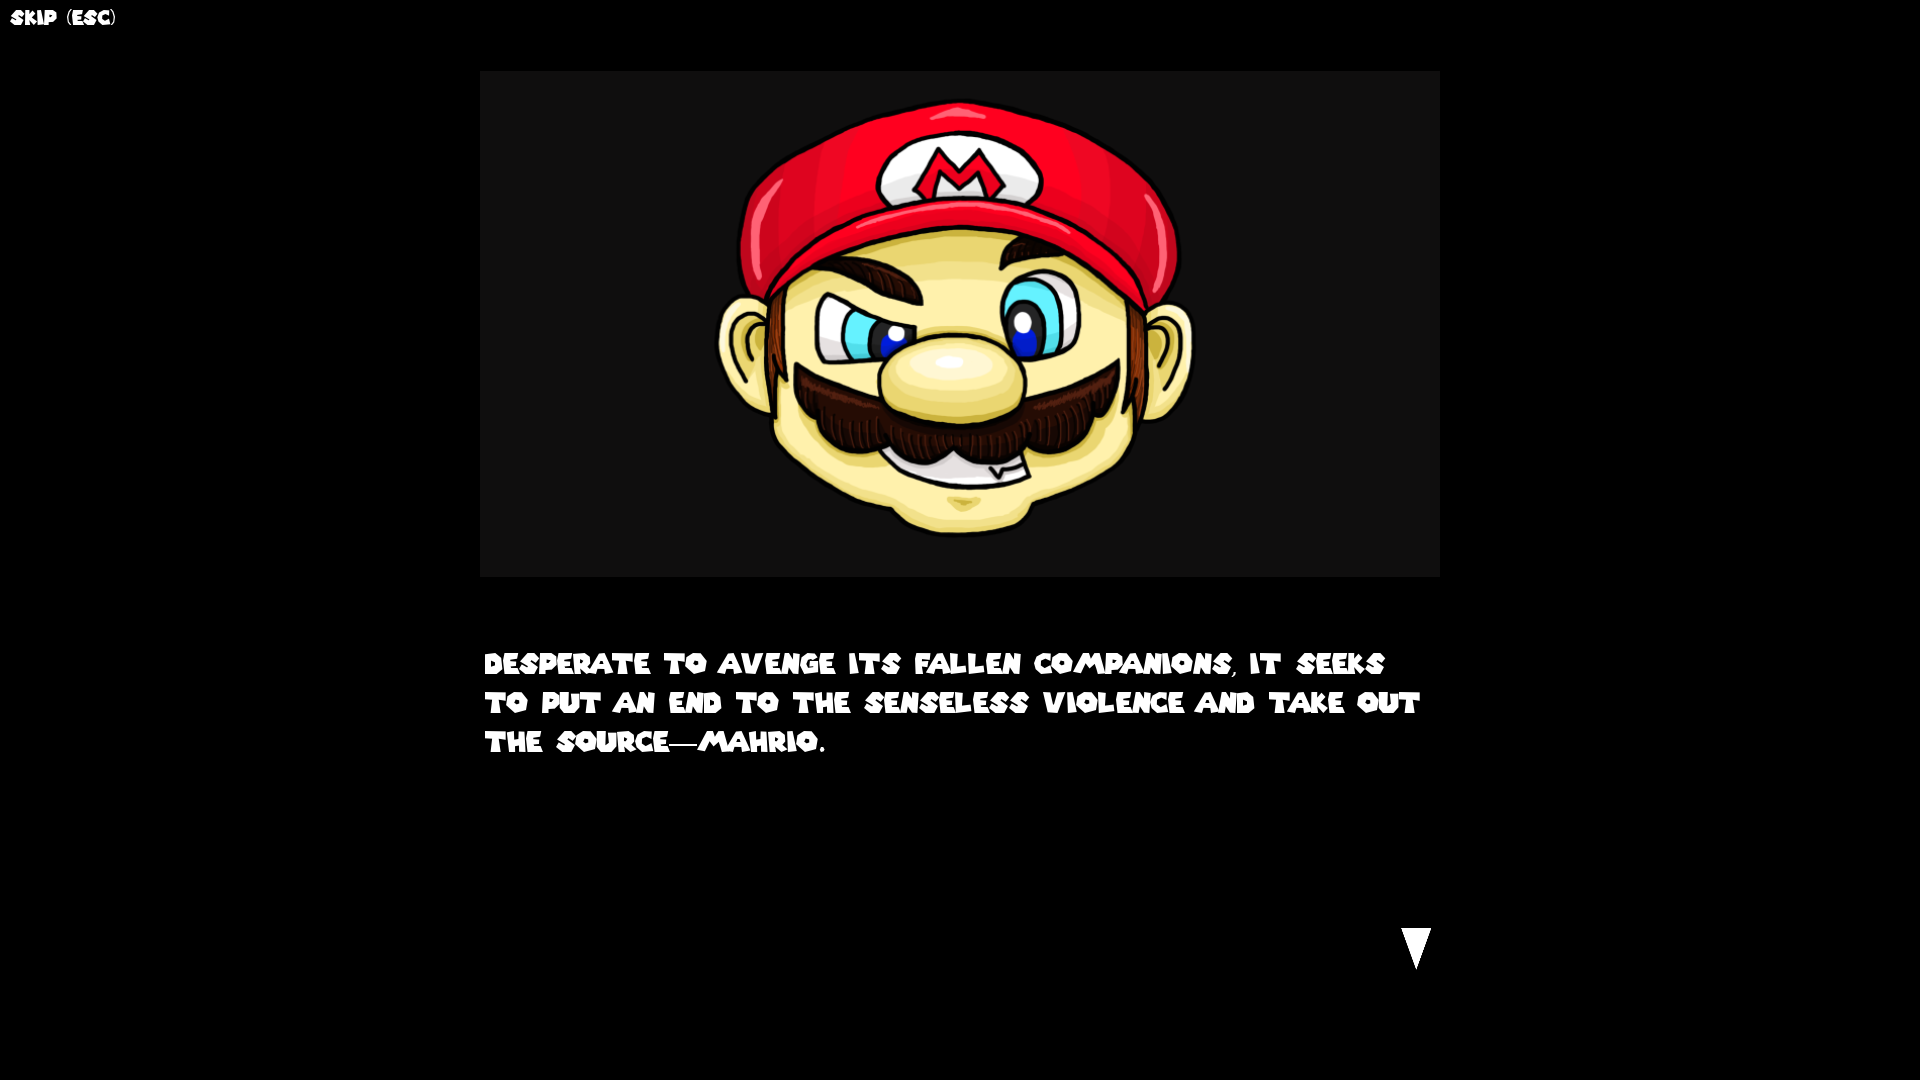 SKIP (ESC)
M
DESPERATE TO AVENGE ITS FALLEN COMPANIONS, IT SEEKS
TO PUT AN END TO THE SENSELESS VIOLENCE AND TAKE OUT
THE SOURCE—MAHRIO.